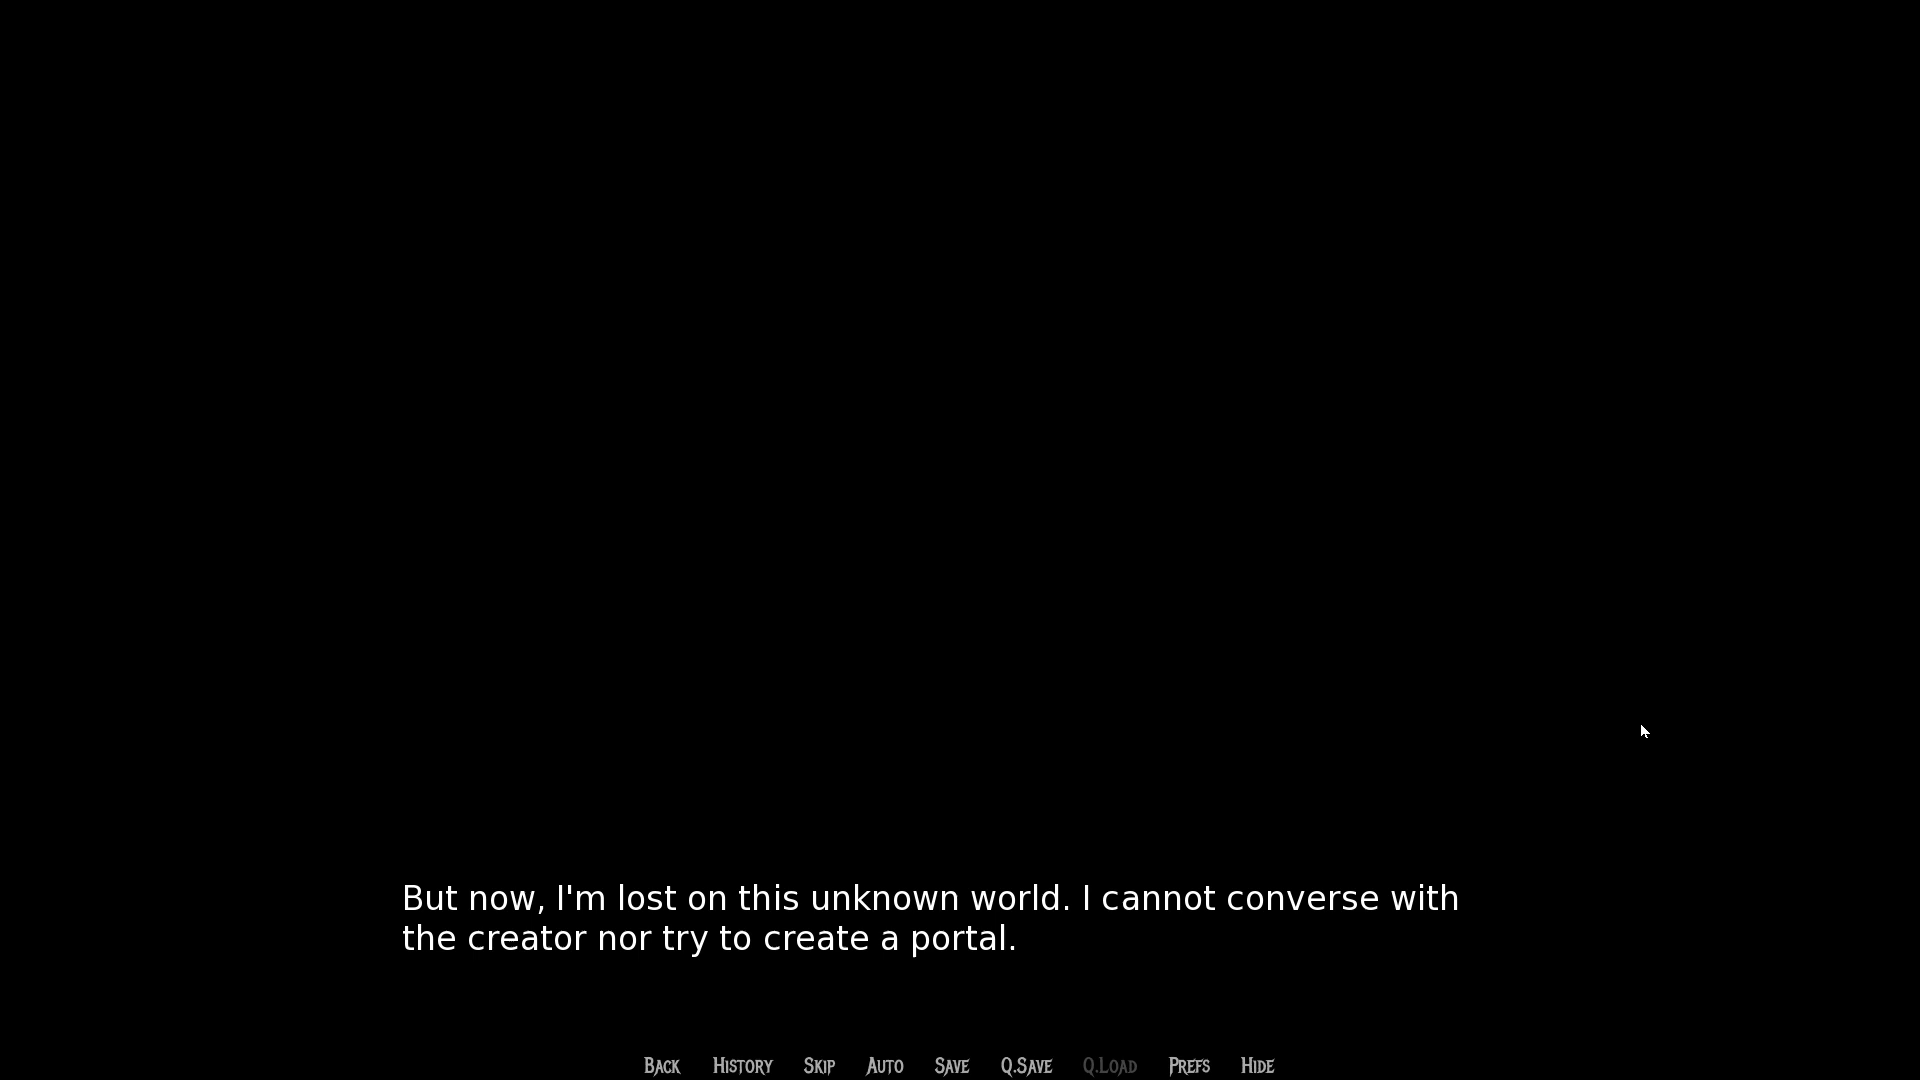 But now, I'm lost on this unknown world. I cannot converse with
the creator nor try to create a portal.
Back History Skip Auto Save Q.Save Q.Load Prefs Hide